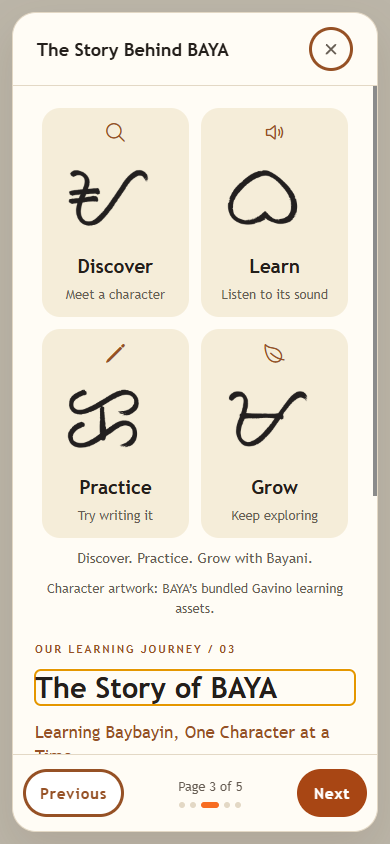 The Story Behind BAYA
ᜌ
Discover
Meet a character
ᜊ
Learn
Listen to its sound
ᜃ
Practice
Try writing it
ᜋ
Grow
Keep exploring
Discover. Practice. Grow with Bayani.
Character artwork: BAYA's bundled Gavino learning
assets.
OUR LEARNING JOURNEY / 03
The Story of BAYA
Learning Baybayin, One Character at a
Time
Previous
Page 3 of 5
Next